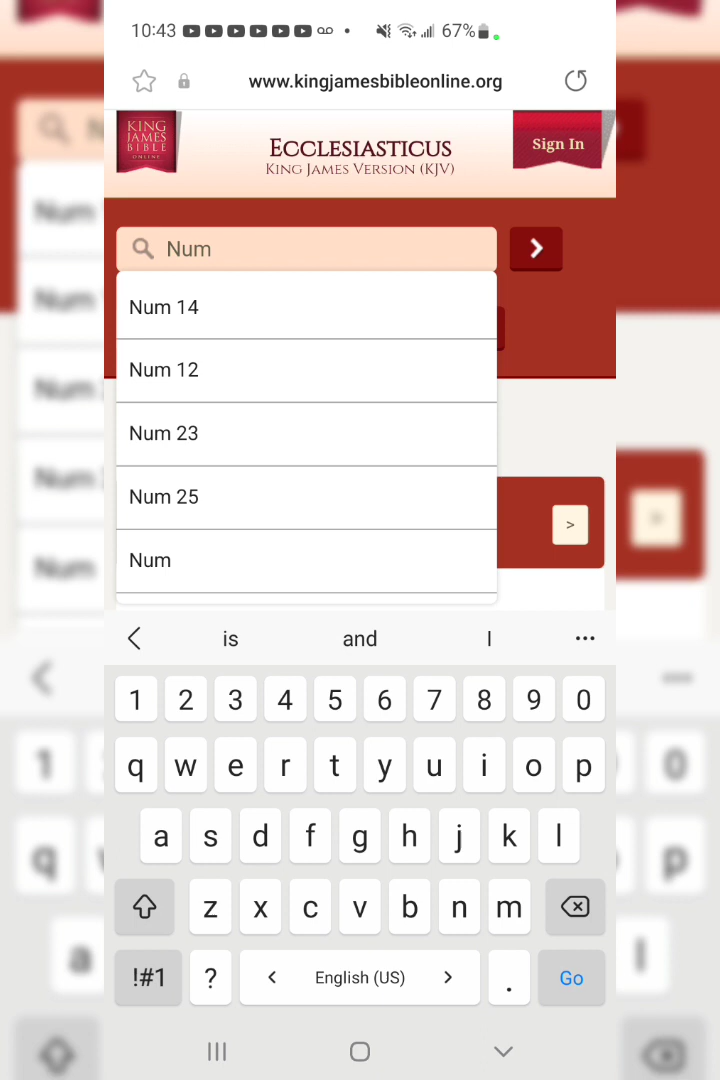 10:43 67%
www.kingjamesbibleonline.org
KING
JAMES
BIBLE
ONLINE
ECCLESIASTICUS
KING JAMES VERSION (KJV)
Sign In
Num
Num 14
Num 12
Num 23
Num 25
Num
>
is and I ...
1 2 3 4 5 6 7 8 9 0
q w e r t y u i o p
a s d f g h j k l
z x c v b n m
!#1 ? < English (US) > . Go